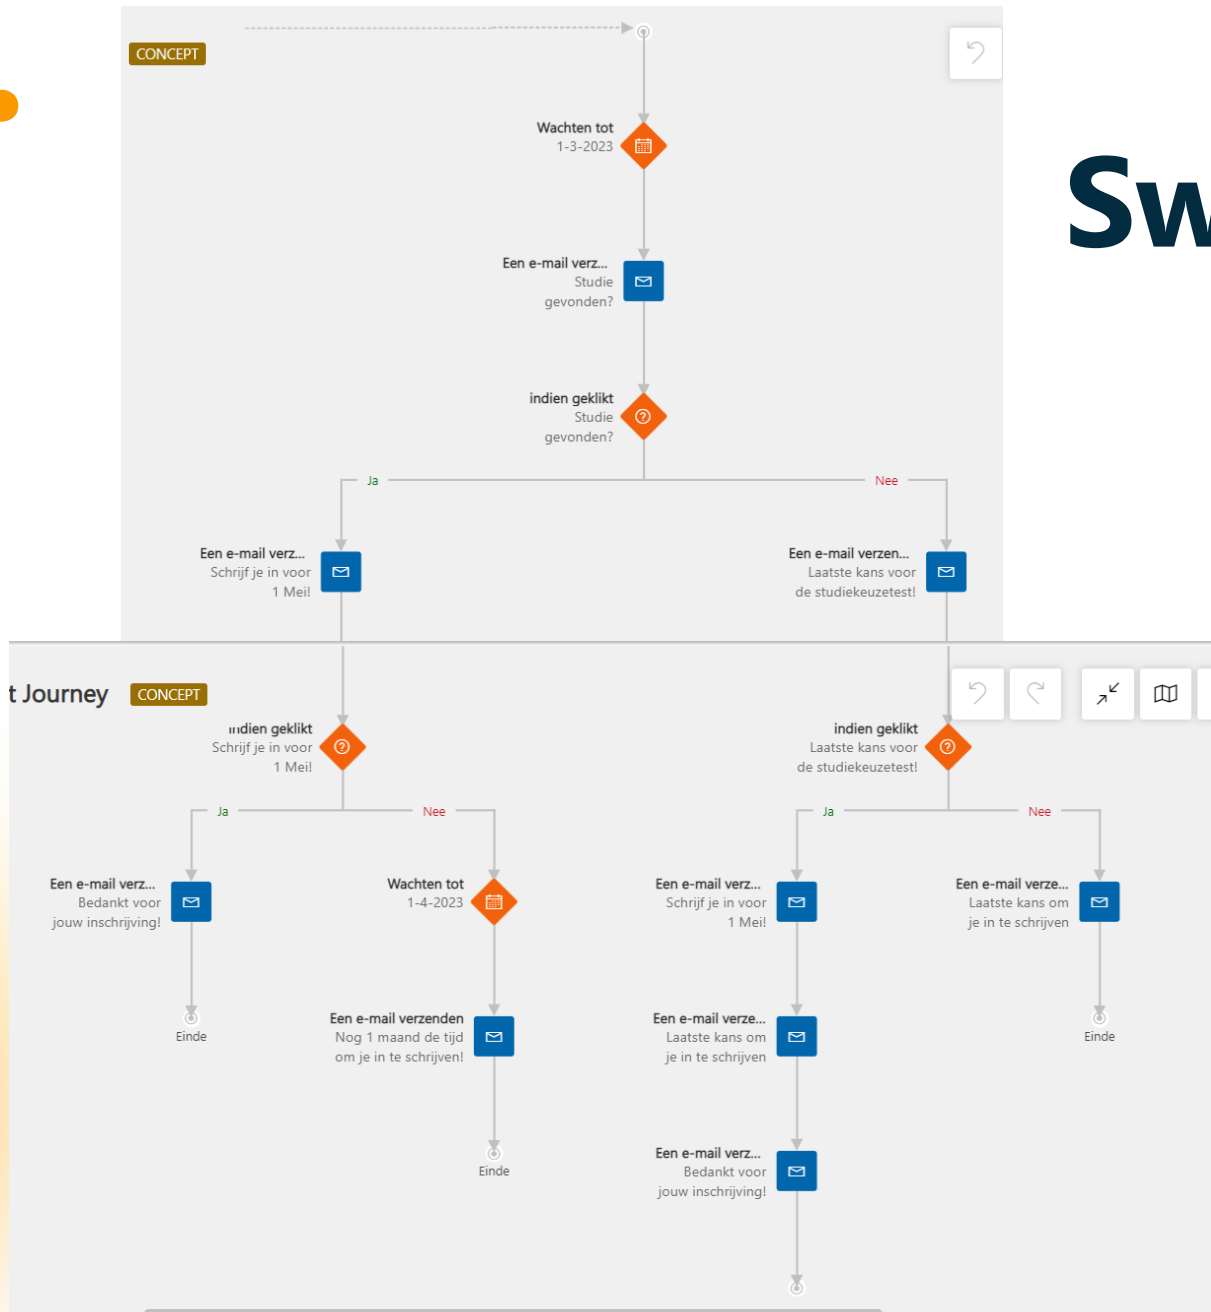 CONCEPT
Sw
Wachten tot
1-3-2023
Een e-mail verz...
Studie
gevonden?
indien geklikt
Studie
gevonden?
Ja
Nee
Een e-mail verz...
Schrijf je in voor
1 Mei!
Een e-mail verzen...
Laatste kans voor
de studiekeuzetest!
t Journey
CONCEPT
indien geklikt
Schrijf je in voor
1 Mei!
indien geklikt
Laatste kans voor
de studiekeuzetest!
Ja
Nee
Ja
Nee
Een e-mail verz...
Bedankt voor
jouw inschrijving!
Wachten tot
1-4-2023
Een e-mail verz...
Schrijf je in voor
1 Mei!
Een e-mail verze...
Laatste kans om
je in te schrijven
Einde
Een e-mail verzenden
Nog 1 maand de tijd
om je in te schrijven!
Een e-mail verze...
Laatste kans om
je in te schrijven
Einde
Einde
Een e-mail verz...
Bedankt voor
jouw inschrijving!